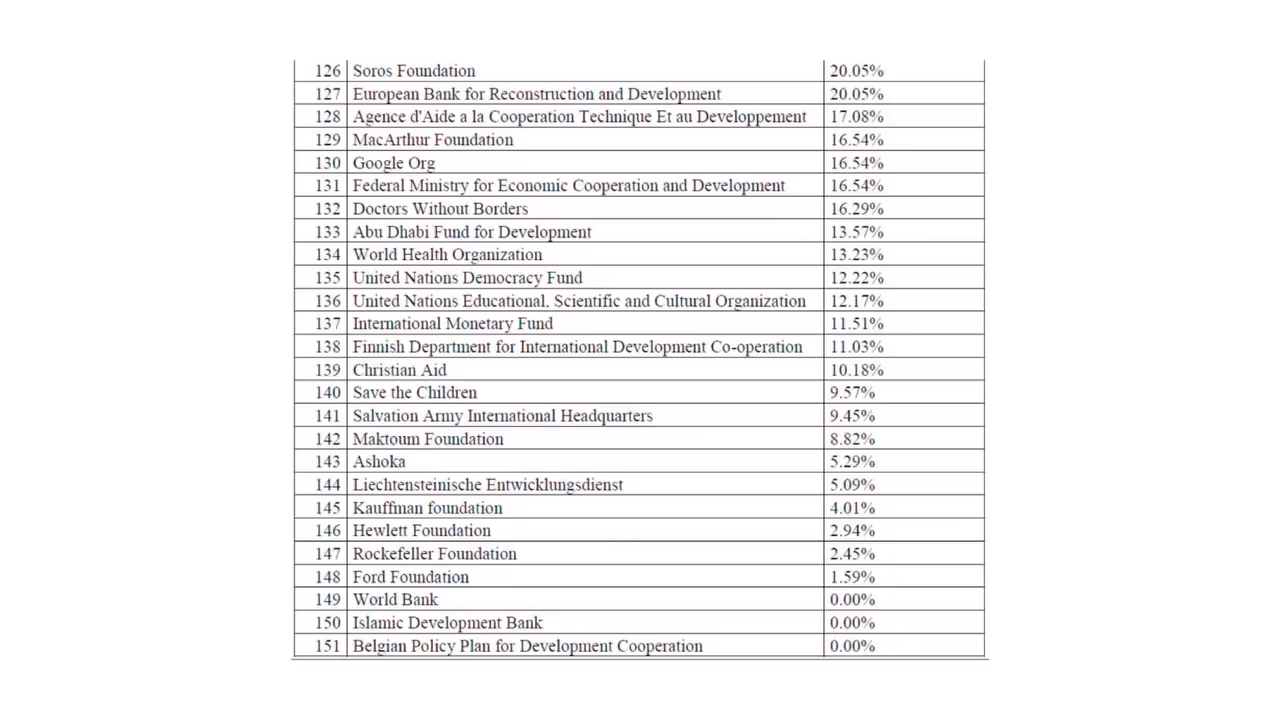 126 Soros Foundation 20.05%
127 European Bank for Reconstruction and Development 20.05%
128 Agence d'Aide a la Cooperation Technique Et au Developpement 17.08%
129 MacArthur Foundation 16.54%
130 Google Org 16.54%
131 Federal Ministry for Economic Cooperation and Development 16.54%
132 Doctors Without Borders 16.29%
133 Abu Dhabi Fund for Development 13.57%
134 World Health Organization 13.23%
135 United Nations Democracy Fund 12.22%
136 United Nations Educational, Scientific and Cultural Organization 12.17%
137 International Monetary Fund 11.51%
138 Finnish Department for International Development Co-operation 11.03%
139 Christian Aid 10.18%
140 Save the Children 9.57%
141 Salvation Army International Headquarters 9.45%
142 Maktoum Foundation 8.82%
143 Ashoka 5.29%
144 Liechtensteinische Entwicklungsdienst 5.09%
145 Kauffman foundation 4.01%
146 Hewlett Foundation 2.94%
147 Rockefeller Foundation 2.45%
148 Ford Foundation 1.59%
149 World Bank 0.00%
150 Islamic Development Bank 0.00%
151 Belgian Policy Plan for Development Cooperation 0.00%